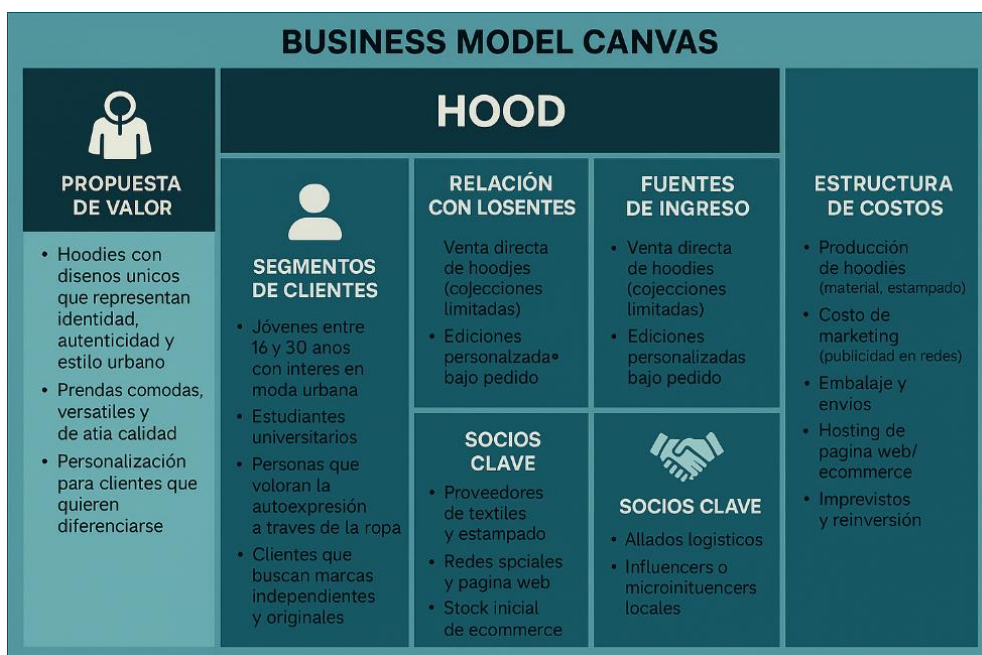 BUSINESS MODEL CANVAS
HOOD
PROPUESTA
DE VALOR
• Hoodies con
disenos unicos
que representan
identidad,
autenticidad y
estilo urbano
• Prendas comodas,
versatiles y
de atia calidad
• Personalización
para clientes que
quieren
diferenciarse
SEGMENTOS
DE CLIENTES
• Jóvenes entre
16 y 30 anos
con interes en
moda urbana
• Estudiantes
universitarios
• Personas que
voloran la
autoexpresión
a traves de la ropa
• Clientes que
buscan marcas
independientes
y originales
RELACIÓN
CON LOSENTES
Venta directa
de hoodjes
(cojecciones
limitadas)
• Ediciones
personalzadae
bajo pedido
SOCIOS
CLAVE
• Proveedores
de textiles
y estampado
• Redes spciales
y pagina web
• Stock inicial
de ecommerce
FUENTES
DE INGRESO
• Venta directa
de hoodies
(cojecciones
limitadas)
• Ediciones
personalizadas
bajo pedido
SOCIOS CLAVE
• Allados logisticos
• Influencers o
microinituencers
locales
ESTRUCTURA
DE COSTOS
• Producción
de hoodies
(material, estampado)
• Costo de
marketing
(publicidad en redes)
• Embalaje y
envios
• Hosting de
pagina web/
ecommerce
• Imprevistos
y reinversión